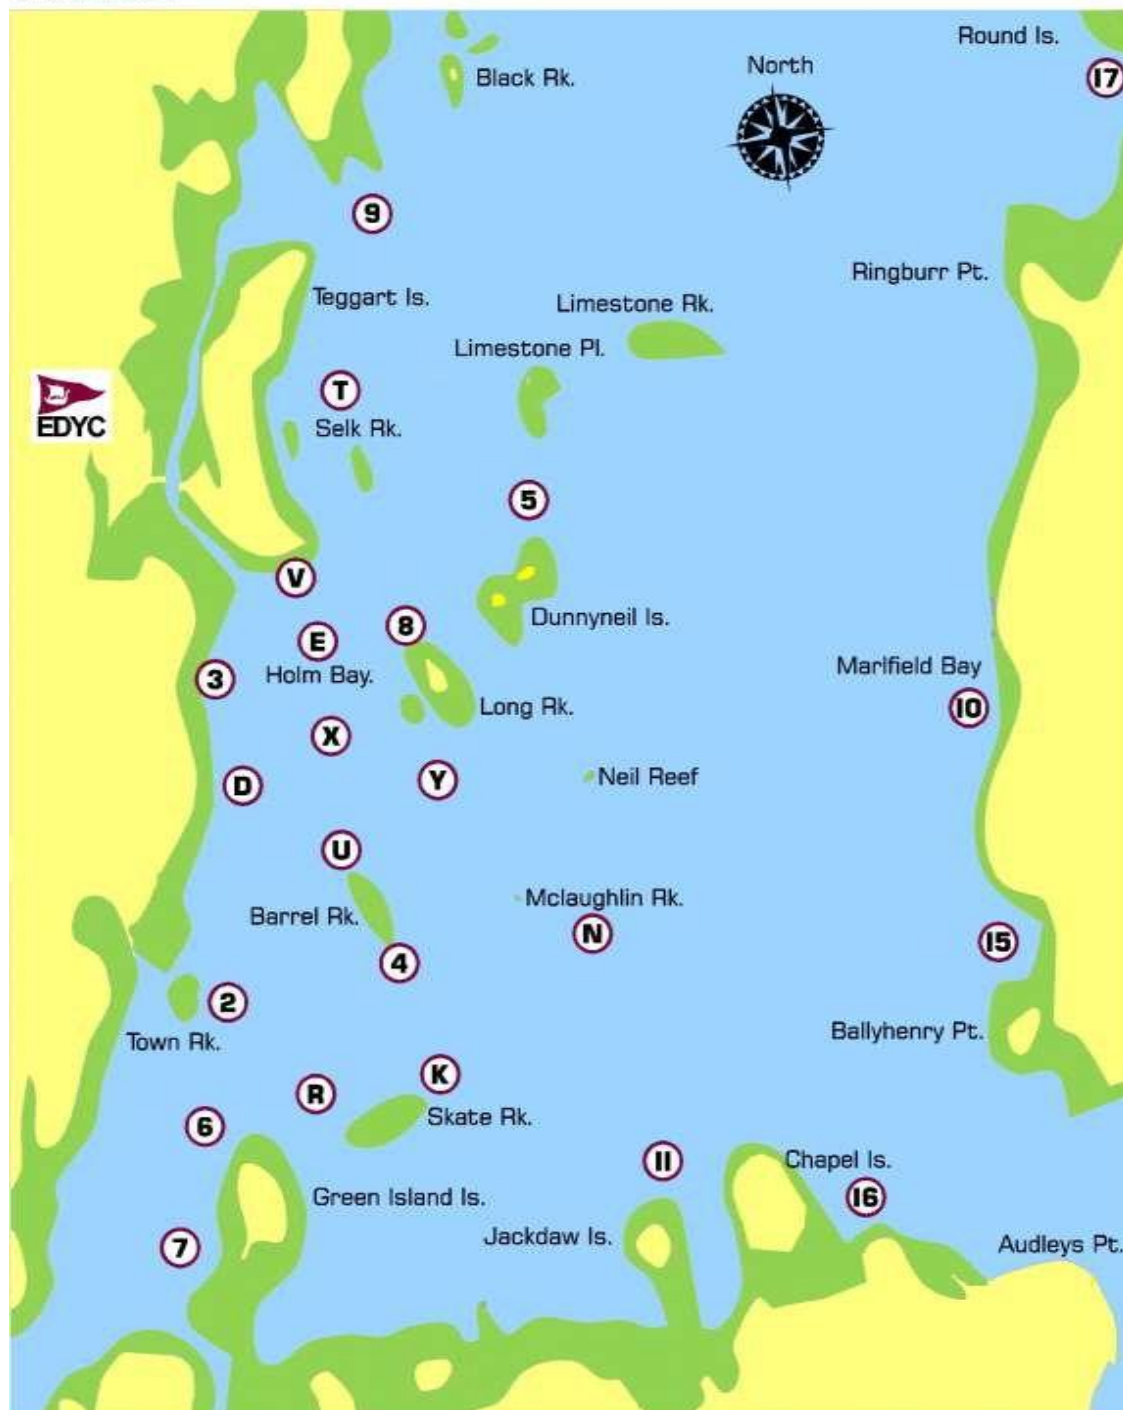 Round Is.
North
17
Black Rk.
9
Ringburr Pt.
Teggart Is.
Limestone Rk.
Limestone Pl.
T
EDYC
Selk Rk.
5
V
Dunnyneil Is.
8
E
Holm Bay.
Marlfield Bay
3
Long Rk.
10
X
Neil Reef
Y
D
U
Mclaughlin Rk.
Barrel Rk.
N
15
4
2
Ballyhenry Pt.
Town Rk.
K
R
Skate Rk.
6
11
Chapel Is.
Green Island Is.
16
Jackdaw Is.
7
Audleys Pt.